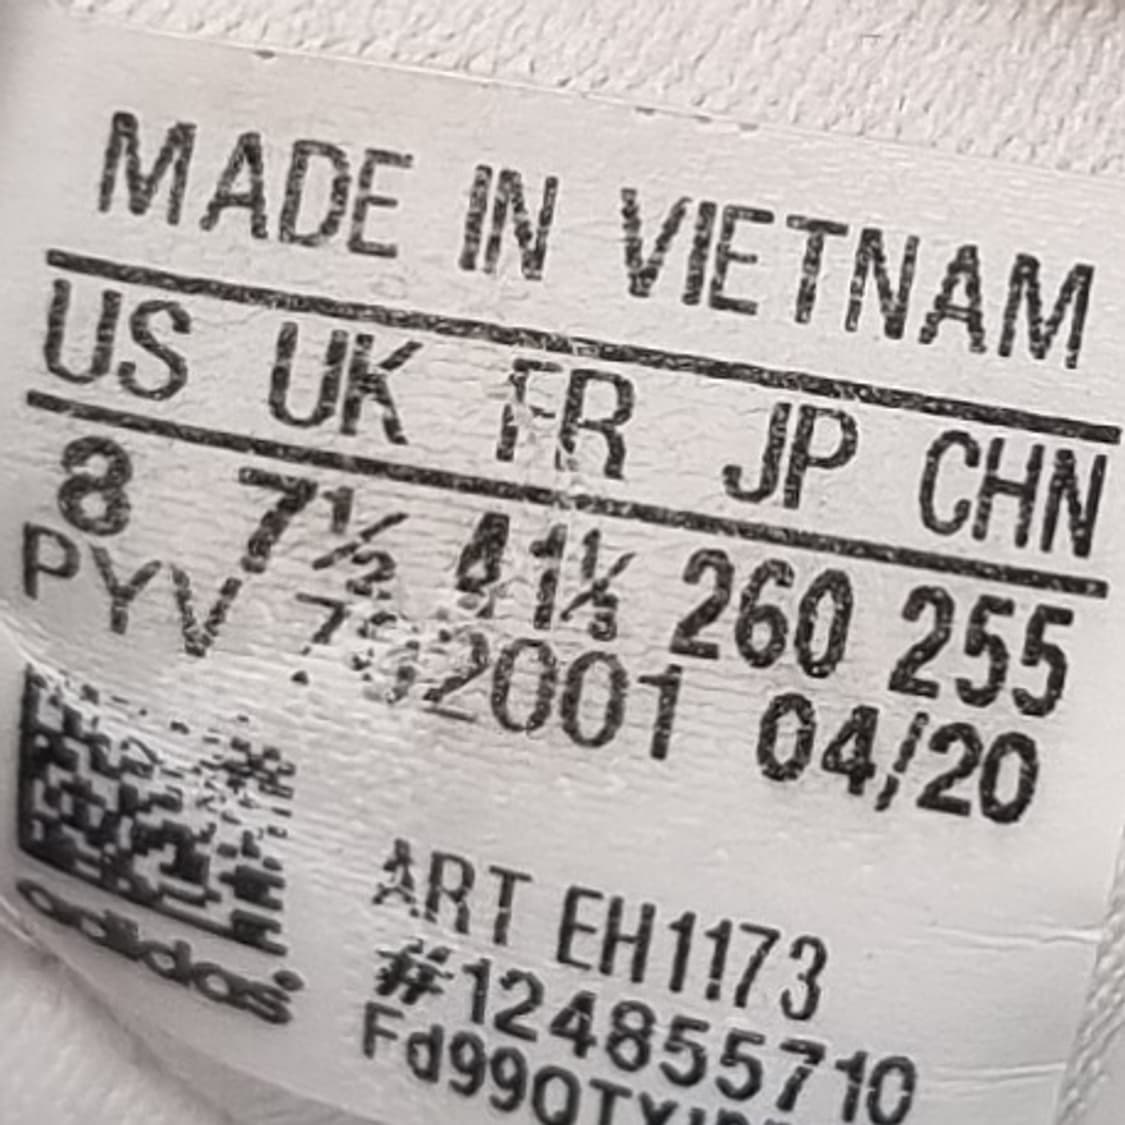 MADE IN VIETNAM
US UK FR JP CHN
8 7½ 41⅓ 260 255
PYV 04/20
adidas
ART EH1173
#124855710